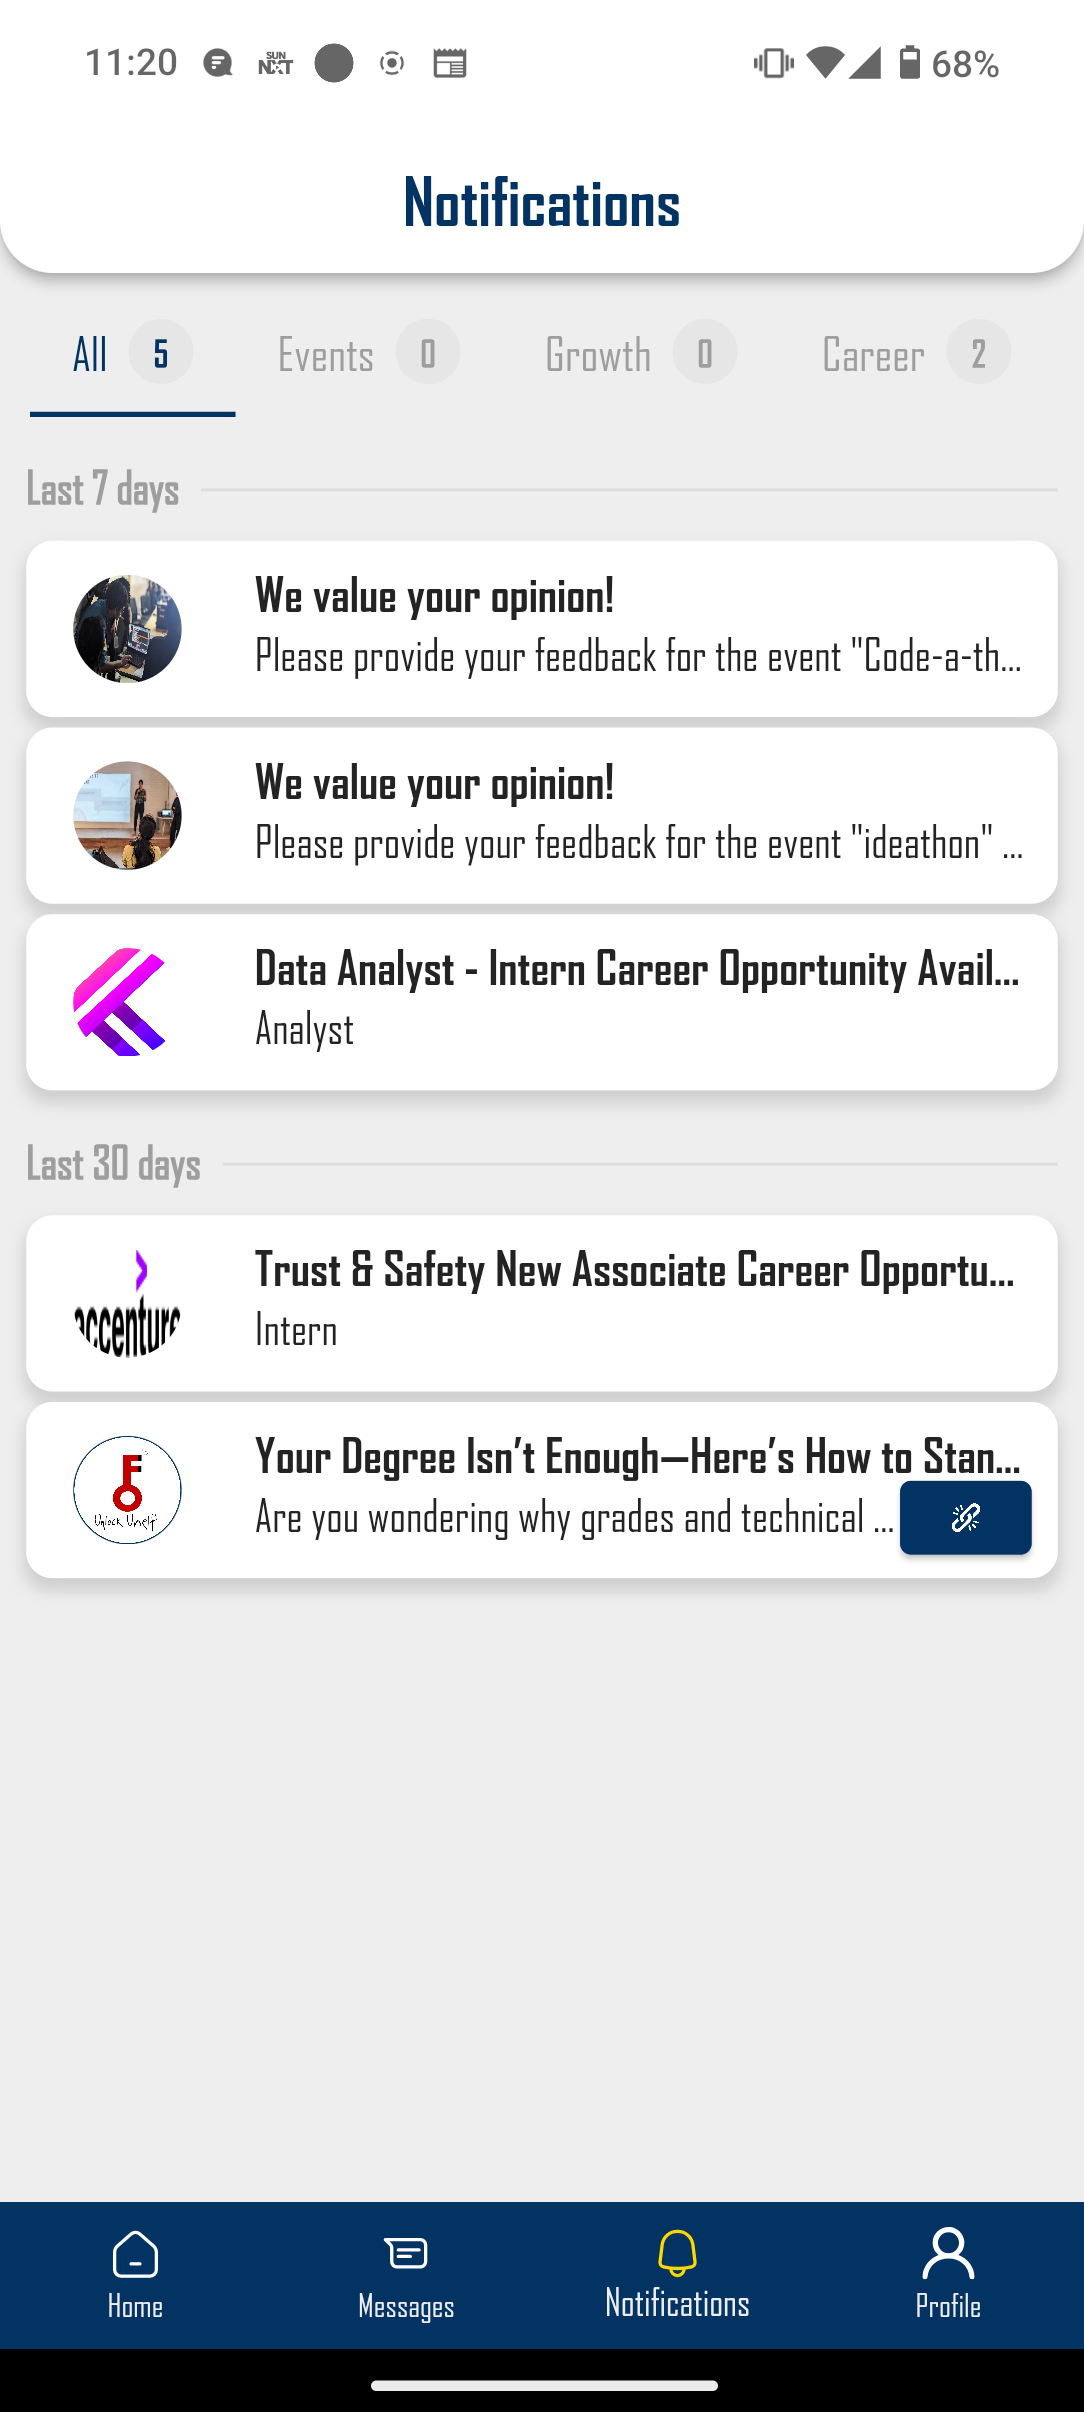 11:20 SUN NXT 68%
Notifications
All 5 Events 0 Growth 0 Career 2
Last 7 days
We value your opinion!
Please provide your feedback for the event "Code-a-th...
We value your opinion!
Please provide your feedback for the event "ideathon" ...
Data Analyst - Intern Career Opportunity Avail...
Analyst
Last 30 days
accenture
Trust & Safety New Associate Career Opportu...
Intern
Unlock Urself
Your Degree Isn't Enough—Here's How to Stan...
Are you wondering why grades and technical ...
Home Messages Notifications Profile